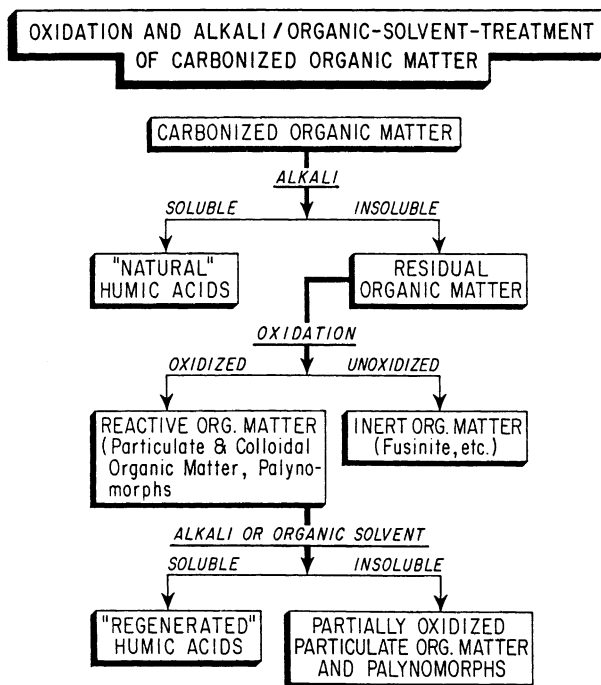 OXIDATION AND ALKALI/ORGANIC-SOLVENT-TREATMENT
OF CARBONIZED ORGANIC MATTER
CARBONIZED ORGANIC MATTER
ALKALI
SOLUBLE
INSOLUBLE
"NATURAL"
HUMIC ACIDS
RESIDUAL
ORGANIC MATTER
OXIDATION
OXIDIZED
UNOXIDIZED
REACTIVE ORG. MATTER
(Particulate & Colloidal
Organic Matter, Palyno-
morphs
INERT ORG. MATTER
(Fusinite, etc.)
ALKALI OR ORGANIC SOLVENT
SOLUBLE
INSOLUBLE
"REGENERATED"
HUMIC ACIDS
PARTIALLY OXIDIZED
PARTICULATE ORG. MATTER
AND PALYNOMORPHS